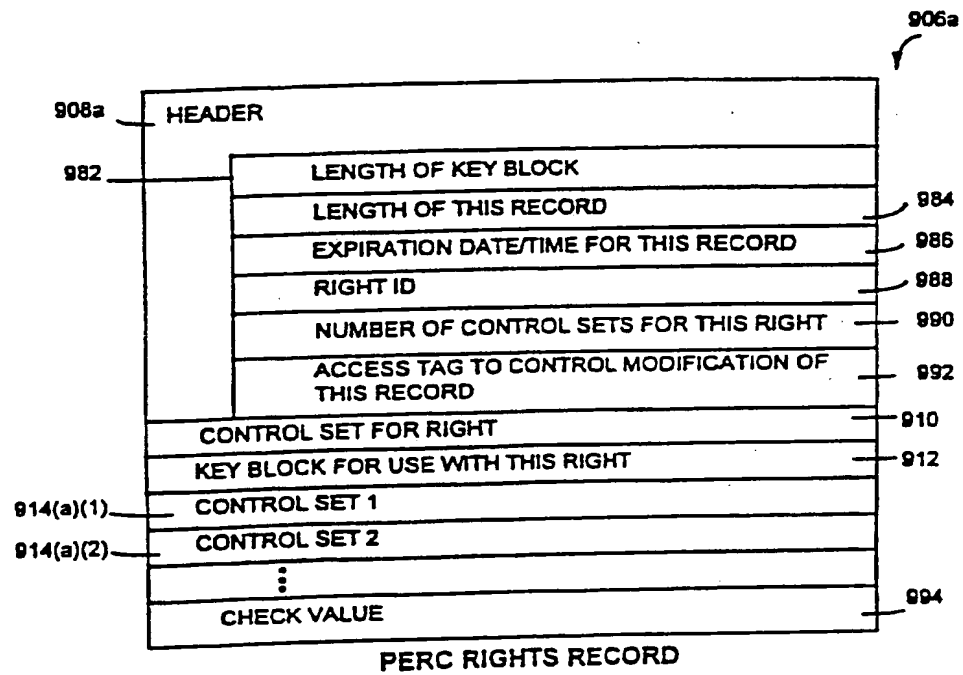 906a
908a
HEADER
982
LENGTH OF KEY BLOCK
LENGTH OF THIS RECORD
984
EXPIRATION DATE/TIME FOR THIS RECORD
986
RIGHT ID
988
NUMBER OF CONTROL SETS FOR THIS RIGHT
990
ACCESS TAG TO CONTROL MODIFICATION OF
THIS RECORD
992
CONTROL SET FOR RIGHT
910
KEY BLOCK FOR USE WITH THIS RIGHT
912
914(a)(1)
CONTROL SET 1
914(a)(2)
CONTROL SET 2
CHECK VALUE
994
PERC RIGHTS RECORD